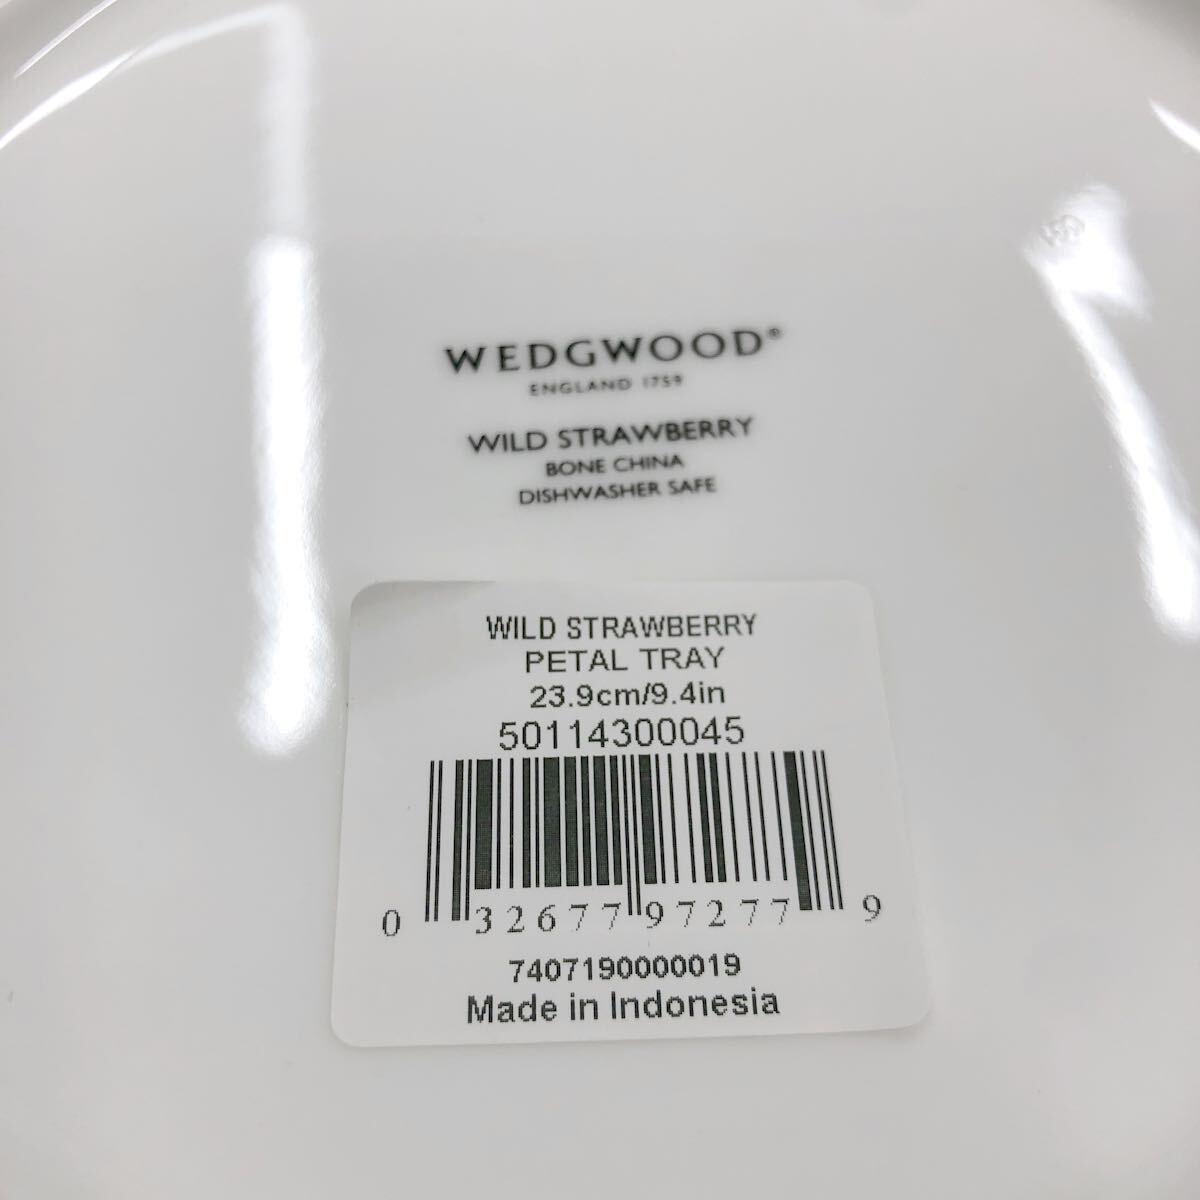 WEDGWOOD®
ENGLAND 1759
WILD STRAWBERRY
BONE CHINA
DISHWASHER SAFE
WILD STRAWBERRY
PETAL TRAY
23.9cm/9.4in
50114300045
0 32677 97277 9
7407190000019
Made in Indonesia